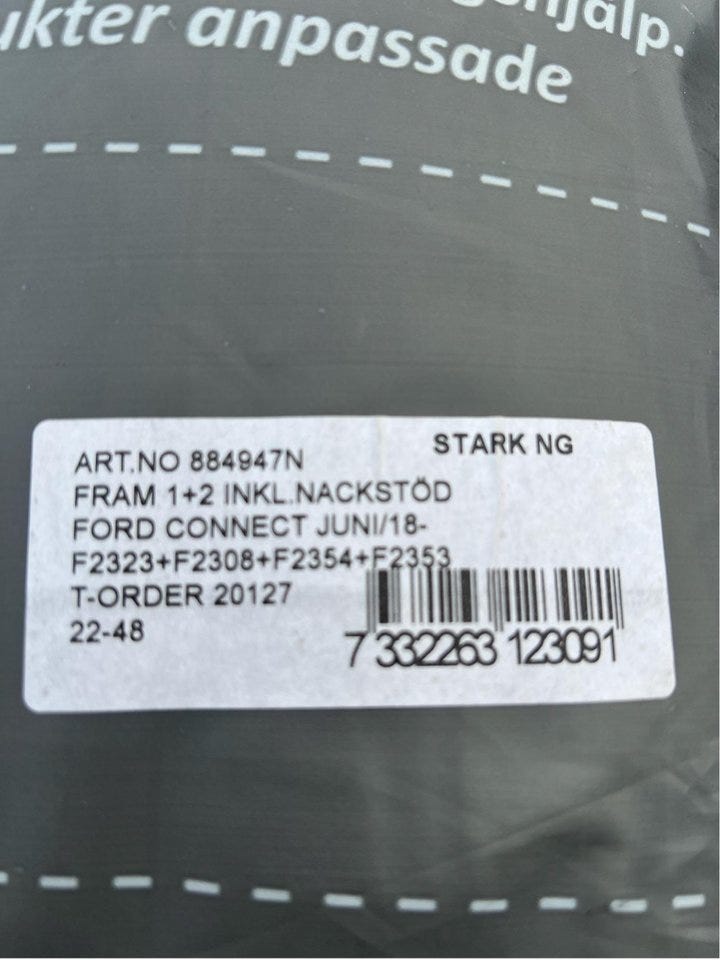 anpassade
STARK NG
ART.NO 884947N
FRAM 1+2 INKL.NACKSTÖD
FORD CONNECT JUNI/18-
F2323+F2308+F2354+F2353
T-ORDER 20127
22-48
7 332263 123091